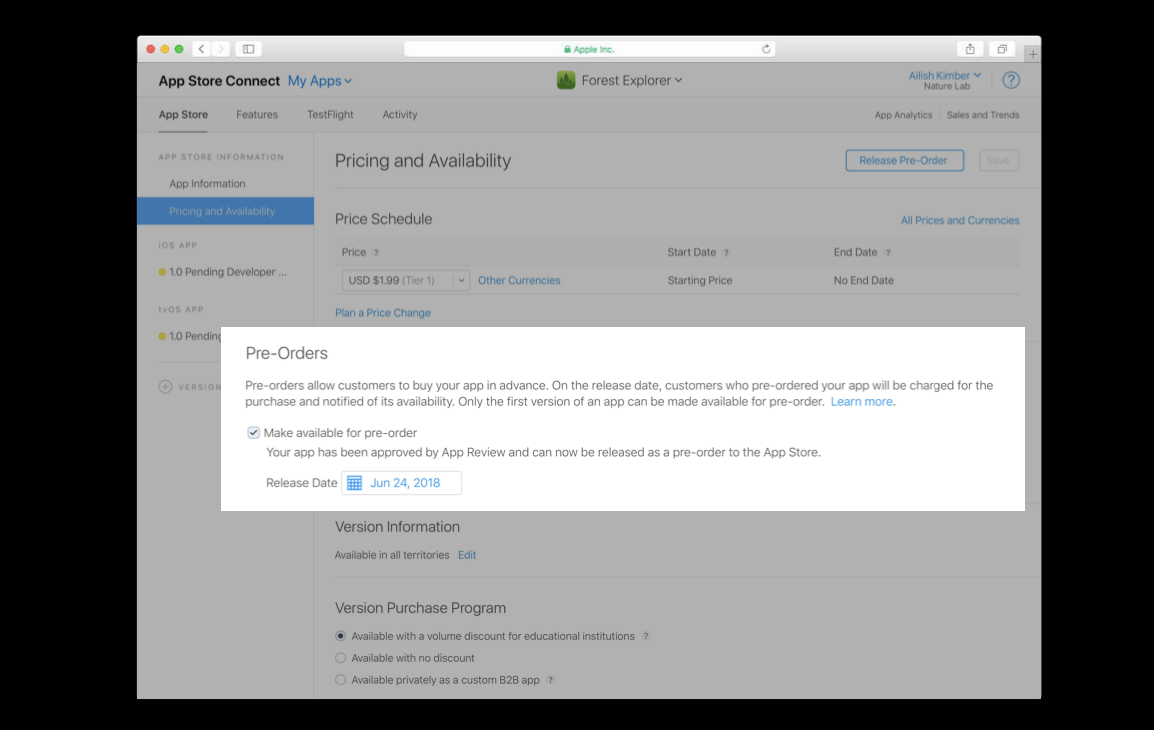 Apple Inc.
App Store Connect My Apps
Forest Explorer
Ailish Kimber
Nature Lab
?
App Store Features TestFlight Activity
App Analytics Sales and Trends
APP STORE INFORMATION
App Information
Pricing and Availability
iOS APP
1.0 Pending Developer ...
tvOS APP
1.0 Pending
VERSION
Pricing and Availability
Release Pre-Order
Save
Price Schedule
All Prices and Currencies
Price ? Start Date ? End Date ?
USD $1.99 (Tier 1) Other Currencies Starting Price No End Date
Plan a Price Change
Pre-Orders
Pre-orders allow customers to buy your app in advance. On the release date, customers who pre-ordered your app will be charged for the
purchase and notified of its availability. Only the first version of an app can be made available for pre-order. Learn more.
Make available for pre-order
Your app has been approved by App Review and can now be released as a pre-order to the App Store.
Release Date Jun 24, 2018
Version Information
Available in all territories Edit
Version Purchase Program
Available with a volume discount for educational institutions ?
Available with no discount
Available privately as a custom B2B app ?